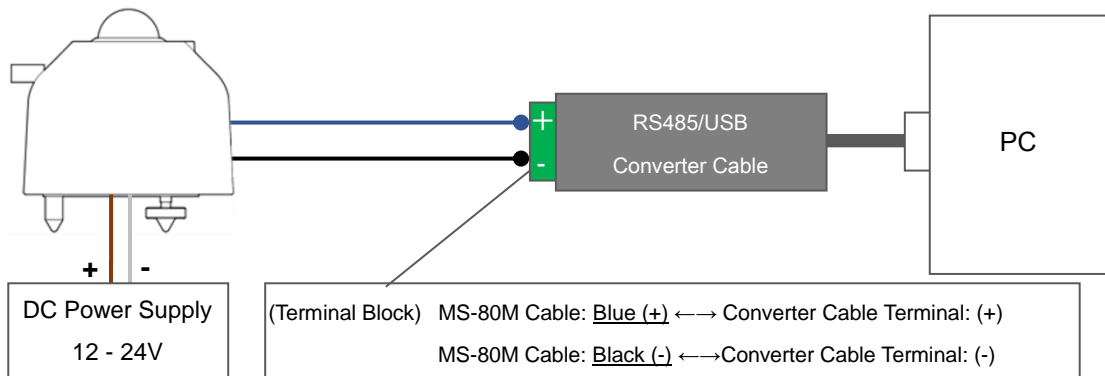 +
-
RS485/USB
Converter Cable
PC
+ -
DC Power Supply
12 - 24V
(Terminal Block) MS-80M Cable: Blue (+) ←→ Converter Cable Terminal: (+)
MS-80M Cable: Black (-) ←→Converter Cable Terminal: (-)